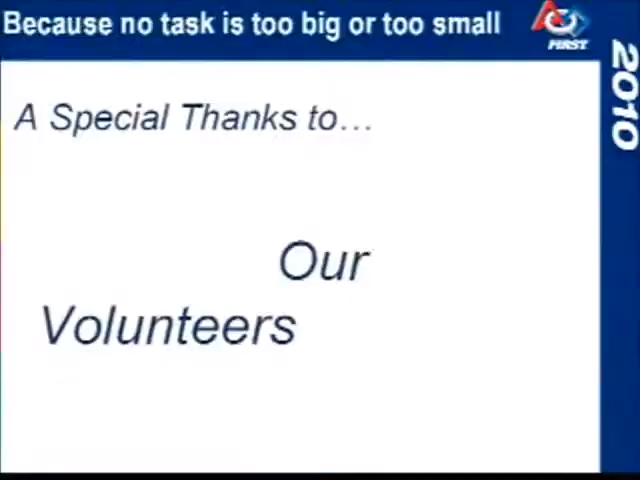 Because no task is too big or too small
FIRST
2010
A Special Thanks to…
Our
Volunteers